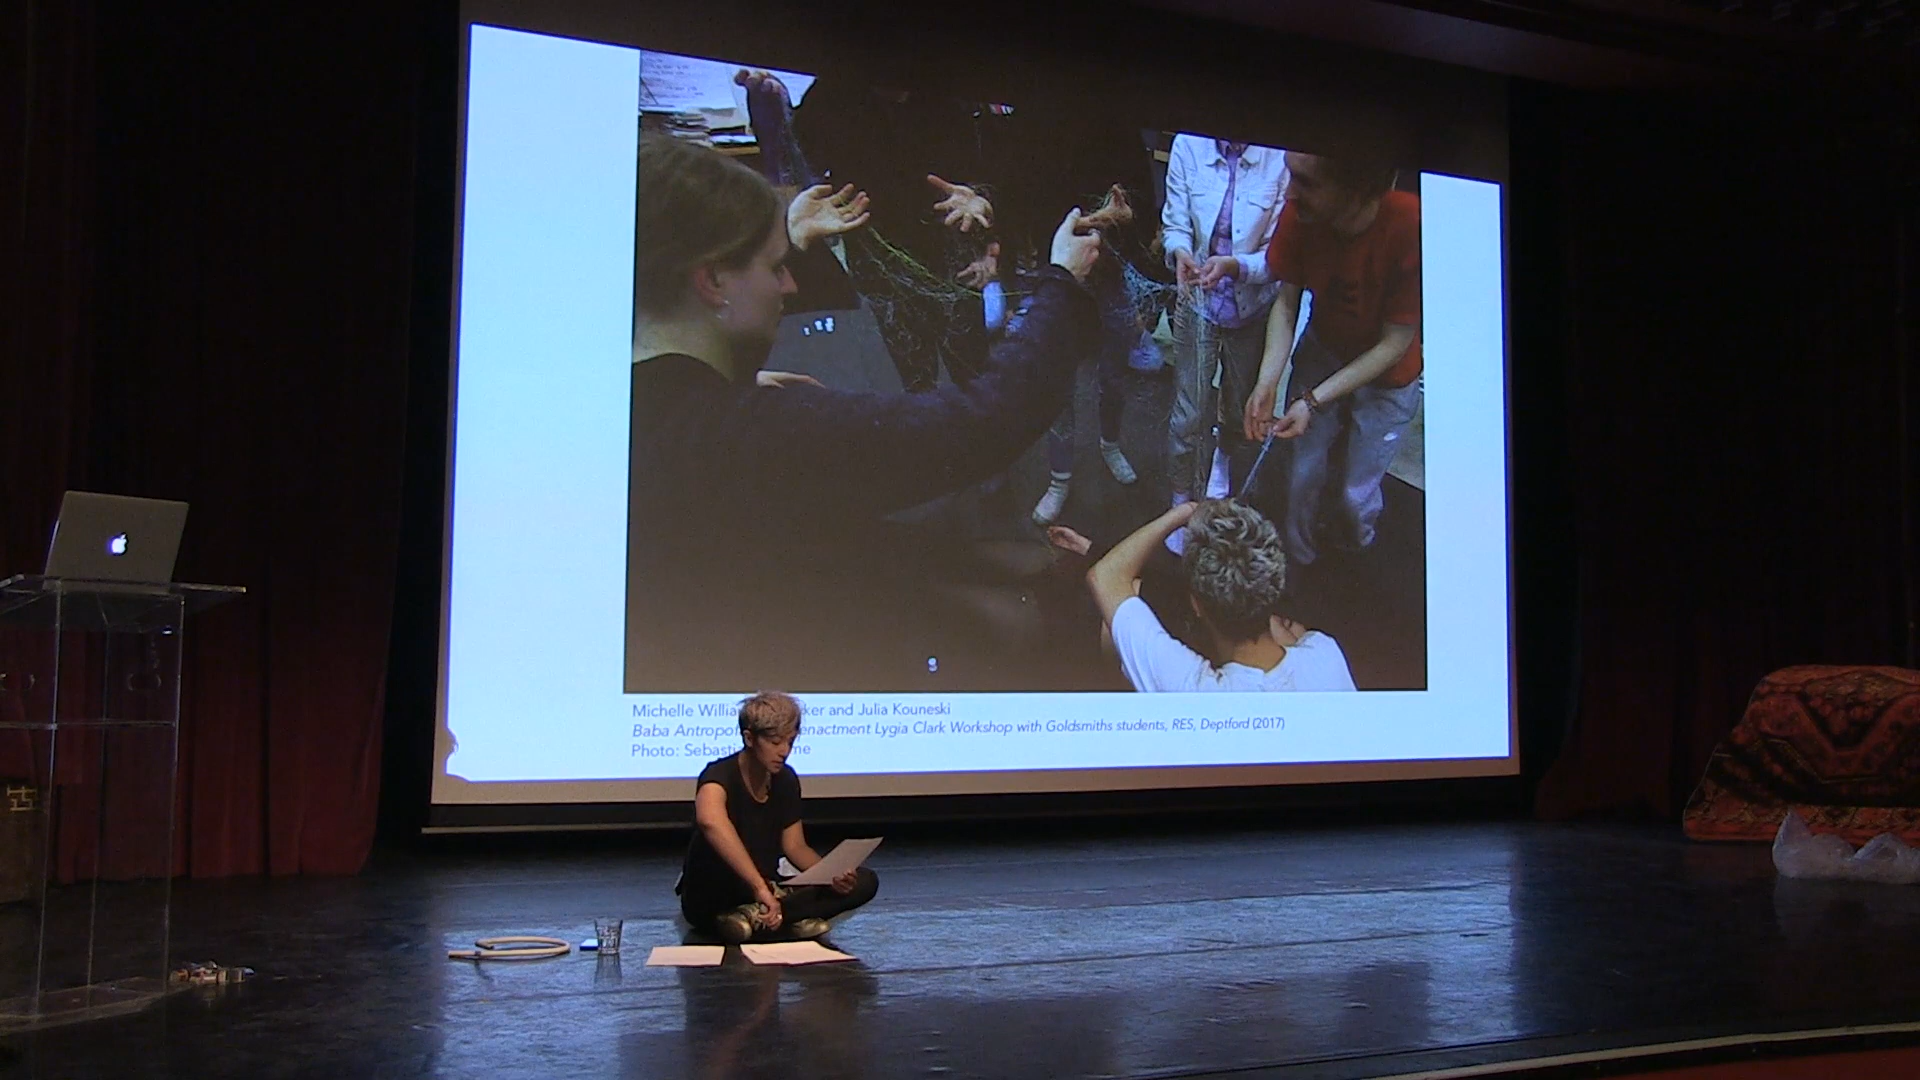 Michelle Willia ker and Julia Kouneski
Baba Antropof enactment Lygia Clark Workshop with Goldsmiths students, RES, Deptford (2017)
Photo: Sebasti me